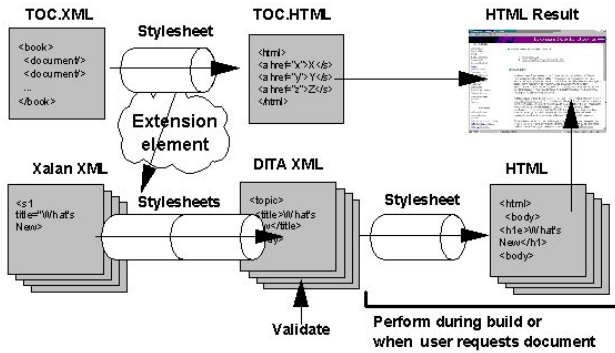 TOC.XML
Stylesheet
TOC.HTML
HTML Result
<book>
<document/>
<document/>
...
</book>
<html>
<a href="x">X</s>
<a href="y">Y</s>
<a href="z">Z</s>
</html>
Extension
element
Xalan XML
Stylesheets
DITA XML
Stylesheet
HTML
<s1
title="What's
New>
<topic>
<title>What's
</title>
<html>
<body>
<h1e>What's
New</h1>
<body>
Validate
Perform during build or
when user requests document